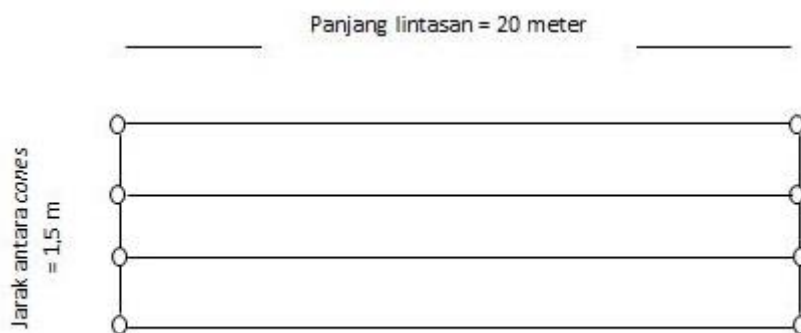 Panjang lintasan = 20 meter
Jarak antara cones
= 1,5 m